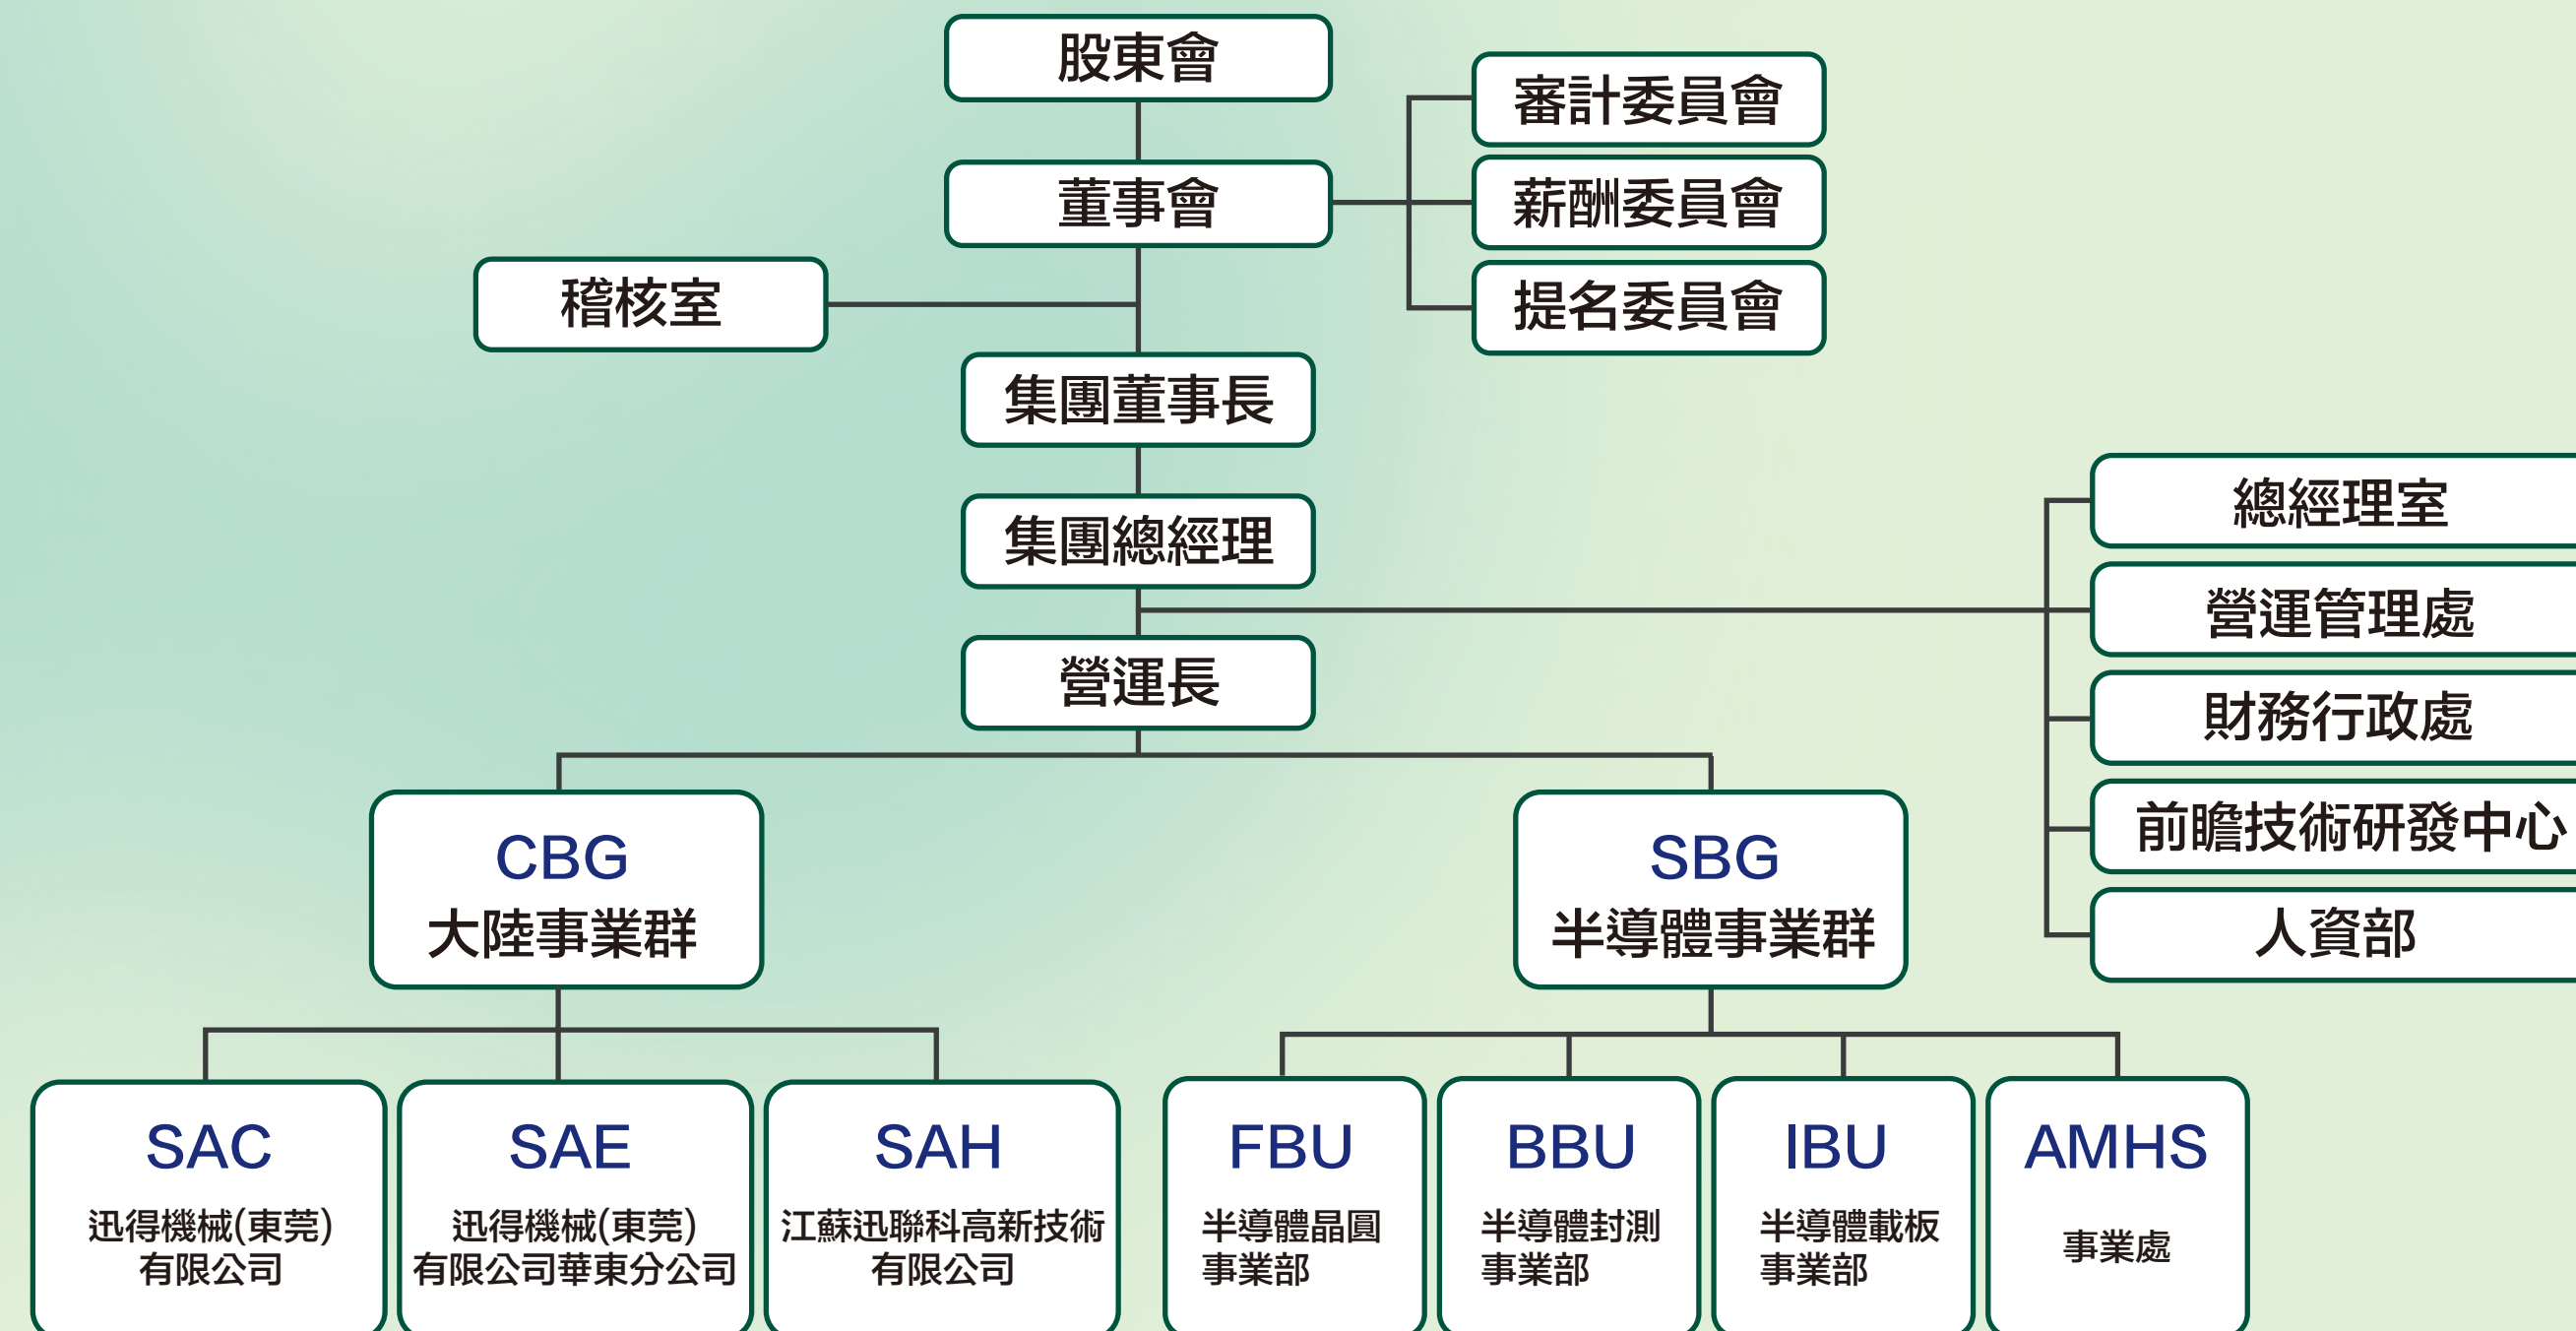 股東會
董事會
審計委員會
薪酬委員會
提名委員會
稽核室
集團董事長
集團總經理
營運長
總經理室
營運管理處
財務行政處
前瞻技術研發中心
人資部
CBG
大陸事業群
SBG
半導體事業群
SAC
迅得機械(東莞)
有限公司
SAE
迅得機械(東莞)
有限公司華東分公司
SAH
江蘇迅聯科高新技術
有限公司
FBU
半導體晶圓
事業部
BBU
半導體封測
事業部
IBU
半導體載板
事業部
AMHS
事業處